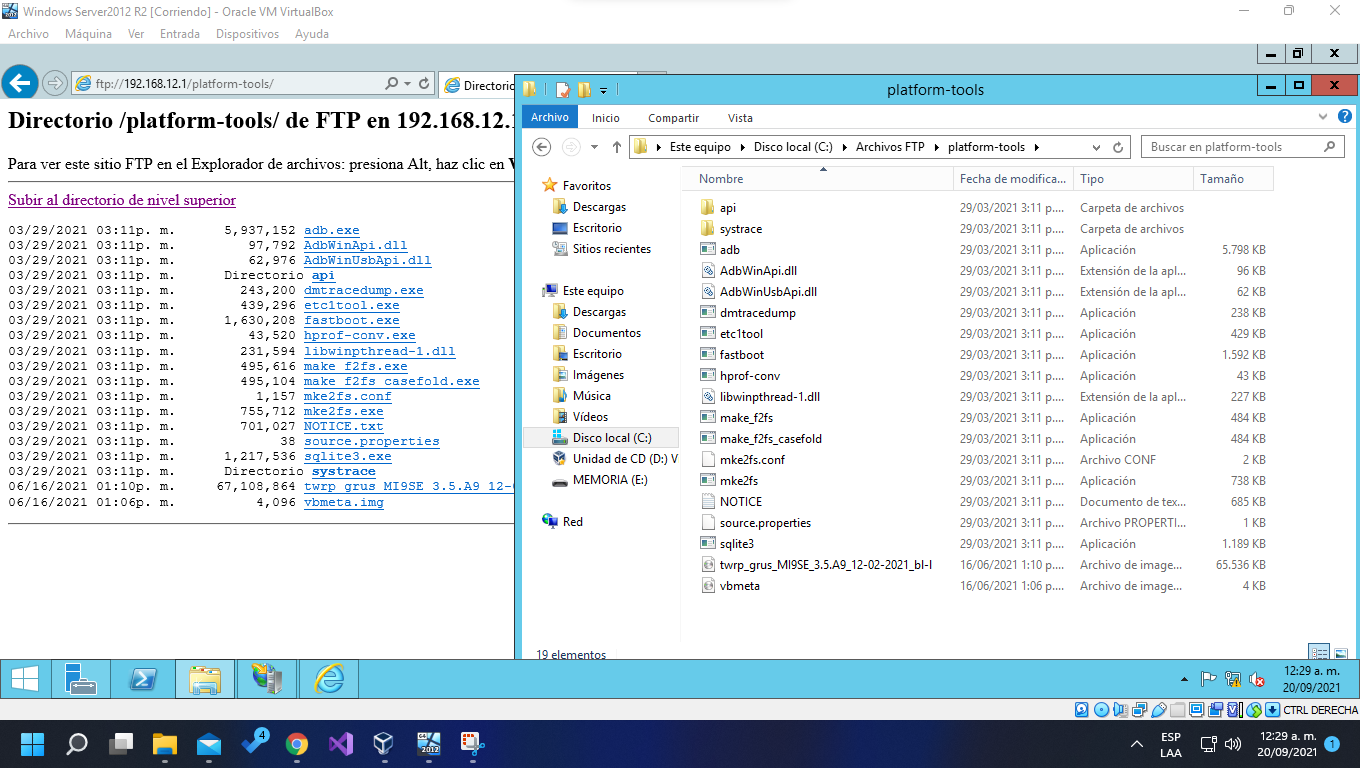 Windows Server2012 R2 [Corriendo] - Oracle VM VirtualBox
Archivo Máquina Ver Entrada Dispositivos Ayuda
ftp://192.168.12.1/platform-tools/
Directorio
Directorio /platform-tools/ de FTP en 192.168.12.1
Para ver este sitio FTP en el Explorador de archivos: presiona Alt, haz clic en
Subir al directorio de nivel superior
03/29/2021 03:11p. m. 5,937,152 adb.exe
03/29/2021 03:11p. m. 97,792 AdbWinApi.dll
03/29/2021 03:11p. m. 62,976 AdbWinUsbApi.dll
03/29/2021 03:11p. m. Directorio api
03/29/2021 03:11p. m. 243,200 dmtracedump.exe
03/29/2021 03:11p. m. 439,296 etc1tool.exe
03/29/2021 03:11p. m. 1,630,208 fastboot.exe
03/29/2021 03:11p. m. 43,520 hprof-conv.exe
03/29/2021 03:11p. m. 231,594 libwinpthread-1.dll
03/29/2021 03:11p. m. 495,616 make_f2fs.exe
03/29/2021 03:11p. m. 495,104 make_f2fs_casefold.exe
03/29/2021 03:11p. m. 1,157 mke2fs.conf
03/29/2021 03:11p. m. 755,712 mke2fs.exe
03/29/2021 03:11p. m. 701,027 NOTICE.txt
03/29/2021 03:11p. m. 38 source.properties
03/29/2021 03:11p. m. 1,217,536 sqlite3.exe
03/29/2021 03:11p. m. Directorio systrace
06/16/2021 01:10p. m. 67,108,864 twrp_grus_MI9SE_3.5.A9_12-
06/16/2021 01:06p. m. 4,096 vbmeta.img
platform-tools
Archivo Inicio Compartir Vista
Este equipo Disco local (C:) Archivos FTP platform-tools
Buscar en platform-tools
Favoritos
Descargas
Escritorio
Sitios recientes
Este equipo
Descargas
Documentos
Escritorio
Imágenes
Música
Vídeos
Disco local (C:)
Unidad de CD (D:) V
MEMORIA (E:)
Red
Nombre Fecha de modifica... Tipo Tamaño
api 29/03/2021 3:11 p.... Carpeta de archivos
systrace 29/03/2021 3:11 p.... Carpeta de archivos
adb 29/03/2021 3:11 p.... Aplicación 5.798 KB
AdbWinApi.dll 29/03/2021 3:11 p.... Extensión de la apl... 96 KB
AdbWinUsbApi.dll 29/03/2021 3:11 p.... Extensión de la apl... 62 KB
dmtracedump 29/03/2021 3:11 p.... Aplicación 238 KB
etc1tool 29/03/2021 3:11 p.... Aplicación 429 KB
fastboot 29/03/2021 3:11 p.... Aplicación 1.592 KB
hprof-conv 29/03/2021 3:11 p.... Aplicación 43 KB
libwinpthread-1.dll 29/03/2021 3:11 p.... Extensión de la apl... 227 KB
make_f2fs 29/03/2021 3:11 p.... Aplicación 484 KB
make_f2fs_casefold 29/03/2021 3:11 p.... Aplicación 484 KB
mke2fs.conf 29/03/2021 3:11 p.... Archivo CONF 2 KB
mke2fs 29/03/2021 3:11 p.... Aplicación 738 KB
NOTICE 29/03/2021 3:11 p.... Documento de tex... 685 KB
source.properties 29/03/2021 3:11 p.... Archivo PROPERTI... 1 KB
sqlite3 29/03/2021 3:11 p.... Aplicación 1.189 KB
twrp_grus_MI9SE_3.5.A9_12-02-2021_bl-l 16/06/2021 1:10 p.... Archivo de image... 65.536 KB
vbmeta 16/06/2021 1:06 p.... Archivo de image... 4 KB
19 elementos
12:29 a. m.
20/09/2021
CTRL DERECHA
4
2012
ESP
LAA
12:29 a. m.
20/09/2021
1